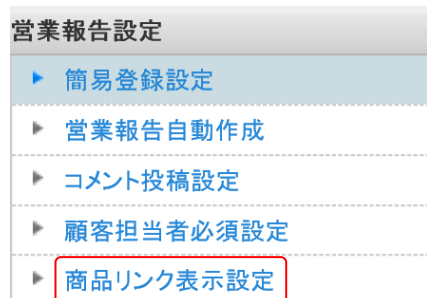 営業報告設定
簡易登録設定
営業報告自動作成
コメント投稿設定
顧客担当者必須設定
商品リンク表示設定